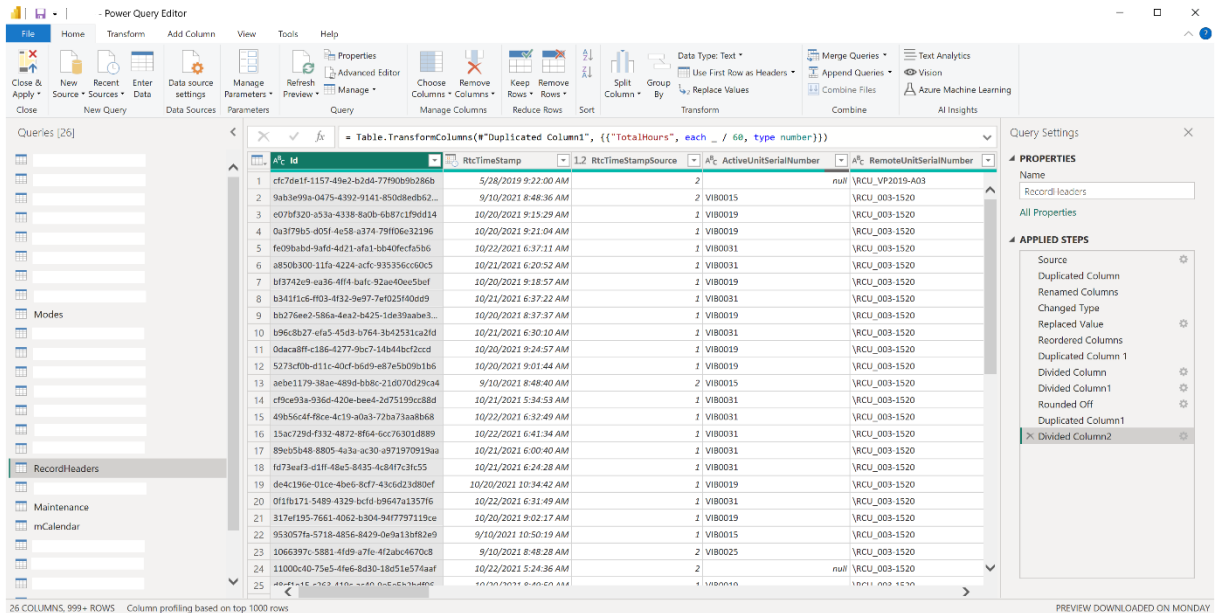 - Power Query Editor
File Home Transform Add Column View Tools Help
Close & Apply
New Source
Recent Sources
Enter Data
Data source settings
Manage Parameters
Refresh Preview
Properties
Advanced Editor
Manage
Choose Columns
Remove Columns
Keep Rows
Remove Rows
Split Column
Group By
Data Type: Text
Use First Row as Headers
Replace Values
Merge Queries
Append Queries
Combine Files
Text Analytics
Vision
Azure Machine Learning
Close New Query Data Sources Parameters Query Manage Columns Reduce Rows Sort Transform Combine AI Insights
Queries [26]
Modes
RecordHeaders
Maintenance
mCalendar
fx = Table.TransformColumns(#"Duplicated Column1", {{"TotalHours", each _ / 60, type number}})
ABC Id RtcTimeStamp 1.2 RtcTimeStampSource ABC ActiveUnitSerialNumber ABC RemoteUnitSerialNumber
1 cfc7de1f-1157-49e2-b2d4-77f90b9b286b 5/28/2019 9:22:00 AM 2 null \RCU_VP2019-A03
2 9ab3e99a-0475-4392-9141-850d8edb62... 9/10/2021 8:48:36 AM 2 VIB0015 \RCU_003-1520
3 e07bf320-a53a-4338-8a0b-6b87c1f9dd14 10/20/2021 9:15:29 AM 1 VIB0019 \RCU_003-1520
4 0a3f79b5-d05f-4e58-a374-79ff06e32196 10/20/2021 9:21:04 AM 1 VIB0019 \RCU_003-1520
5 fe09babd-9afd-4d21-afa1-bb40fecfa5b6 10/22/2021 6:37:11 AM 1 VIB0031 \RCU_003-1520
6 a850b300-11fa-4224-acfc-935356cc60c5 10/21/2021 6:20:52 AM 1 VIB0031 \RCU_003-1520
7 bf3742e9-ea36-4ff4-bafc-92ae40ee5bef 10/20/2021 9:18:57 AM 1 VIB0019 \RCU_003-1520
8 b341f1c6-ff03-4f32-9e97-7ef025f40dd9 10/21/2021 6:37:22 AM 1 VIB0031 \RCU_003-1520
9 bb276ee2-586a-4ea2-b425-1de39aabe3... 10/20/2021 8:37:37 AM 1 VIB0019 \RCU_003-1520
10 b96c8b27-efa5-45d3-b764-3b42531ca2fd 10/21/2021 6:30:10 AM 1 VIB0031 \RCU_003-1520
11 0daca8ff-c186-4277-9bc7-14b44bcf2ccd 10/20/2021 9:24:57 AM 1 VIB0019 \RCU_003-1520
12 5273cf0b-d11c-40cf-b6d9-e87e5b09b1b6 10/20/2021 9:01:44 AM 1 VIB0019 \RCU_003-1520
13 aebe1179-38ae-489d-bb8c-21d070d29ca4 9/10/2021 8:48:40 AM 2 VIB0015 \RCU_003-1520
14 cf9ce93a-936d-420e-bee4-2d75199cc88d 10/21/2021 5:34:53 AM 1 VIB0031 \RCU_003-1520
15 49b56c4f-f8ce-4c19-a0a3-72ba73aa8b68 10/22/2021 6:32:49 AM 1 VIB0031 \RCU_003-1520
16 15ac729d-f332-4872-8f64-6cc76301d889 10/22/2021 6:41:34 AM 1 VIB0031 \RCU_003-1520
17 89eb5b48-8805-4a3a-ac30-a971970919aa 10/21/2021 6:00:40 AM 1 VIB0031 \RCU_003-1520
18 fd73eaf3-d1ff-48e5-8435-4c84f7c3fc55 10/21/2021 6:24:28 AM 1 VIB0031 \RCU_003-1520
19 de4c196e-01ce-4be6-8cf7-43c6d23d80ef 10/20/2021 10:34:42 AM 1 VIB0019 \RCU_003-1520
20 0f1fb171-5489-4329-bcfd-b9647a1357f6 10/22/2021 6:31:49 AM 1 VIB0031 \RCU_003-1520
21 317ef195-7661-4062-b304-94f7797119ce 10/20/2021 9:02:17 AM 1 VIB0019 \RCU_003-1520
22 953057fa-5718-4856-8429-0e9a13bf82e9 9/10/2021 10:50:19 AM 1 VIB0019 \RCU_003-1520
23 1066397c-5881-4fd9-a7fe-4f2abc4670c8 9/10/2021 8:48:28 AM 2 VIB0025 \RCU_003-1520
24 11000c40-75e5-4fe6-8d30-18d51e574aaf 10/22/2021 5:24:36 AM 2 null \RCU_003-1520
25
Query Settings
PROPERTIES
Name
RecordHeaders
All Properties
APPLIED STEPS
Source
Duplicated Column
Renamed Columns
Changed Type
Replaced Value
Reordered Columns
Duplicated Column 1
Divided Column
Divided Column1
Rounded Off
Duplicated Column1
Divided Column2
26 COLUMNS, 999+ ROWS Column profiling based on top 1000 rows PREVIEW DOWNLOADED ON MONDAY